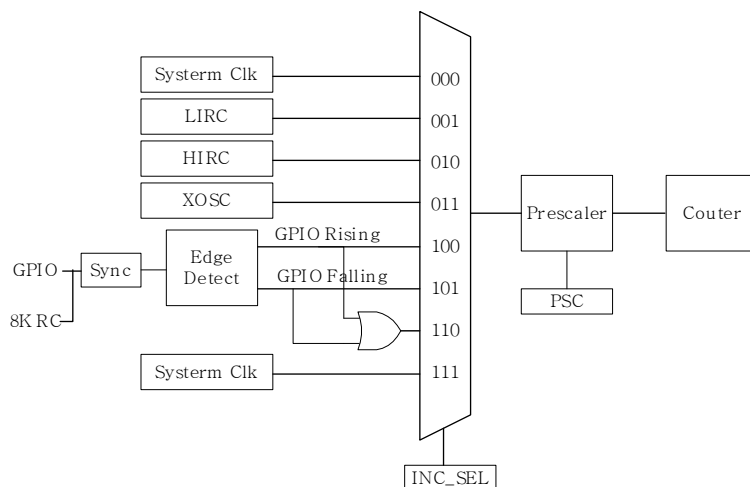 Systerm Clk
000
LIRC
001
HIRC
010
XOSC
011
Prescaler
Couter
GPIO Rising
100
GPIO
Sync
Edge
Detect
GPIO Falling
101
PSC
8K RC
110
Systerm Clk
111
INC_SEL